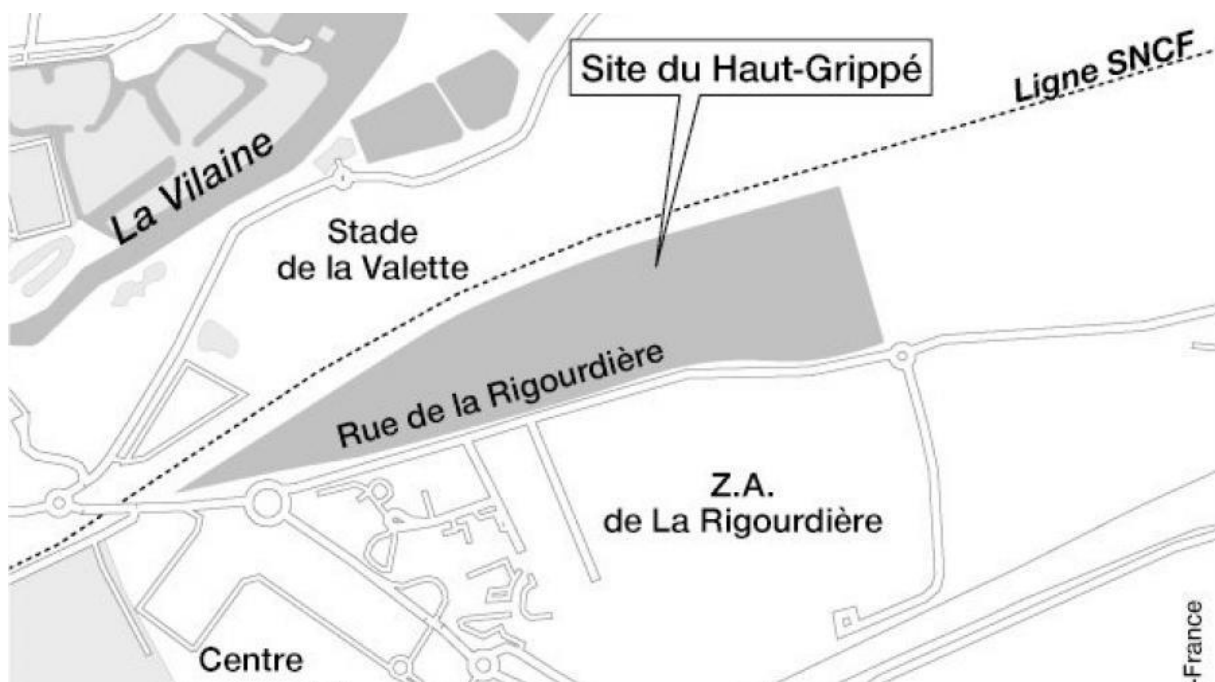 Site du Haut-Grippé
Ligne SNCF
La Vilaine
Stade
de la Valette
Rue de la Rigourdière
Z.A.
de La Rigourdière
Centre
-France